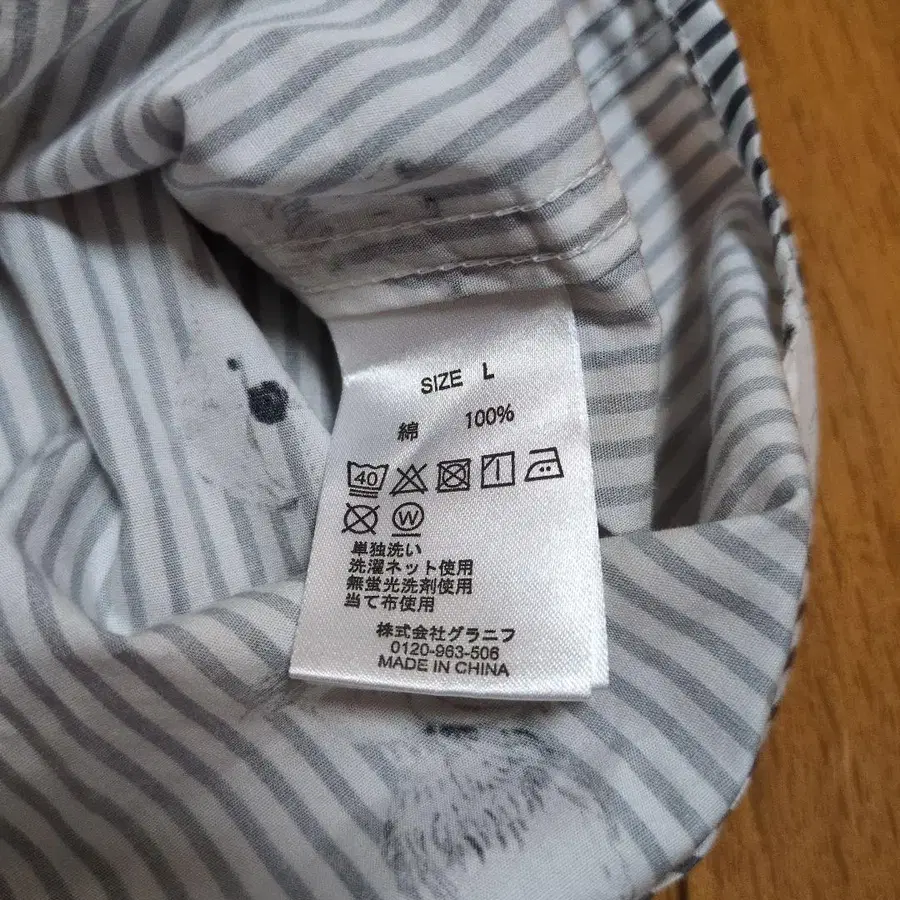 SIZE L
綿 100%
40
W
単独洗い
洗濯ネット使用
無蛍光洗剤使用
当て布使用
株式会社グラニフ
0120-963-506
MADE IN CHINA